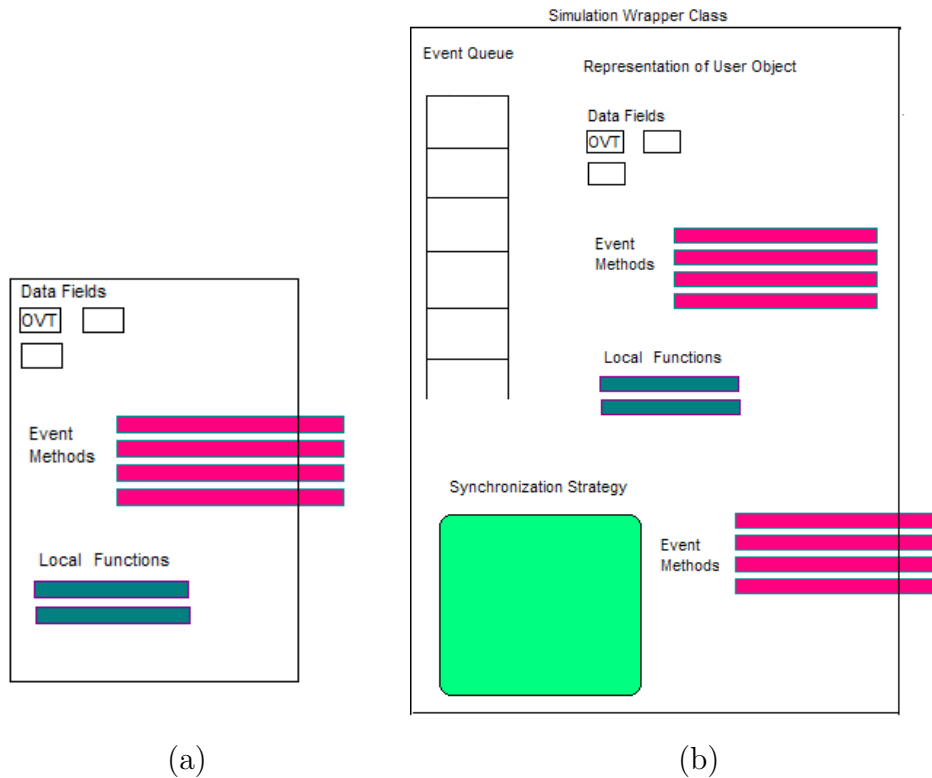 Data Fields
OVT
Event
Methods
Local Functions
(a)
Simulation Wrapper Class
Event Queue
Representation of User Object
Data Fields
OVT
Event
Methods
Local Functions
Synchronization Strategy
Event
Methods
(b)